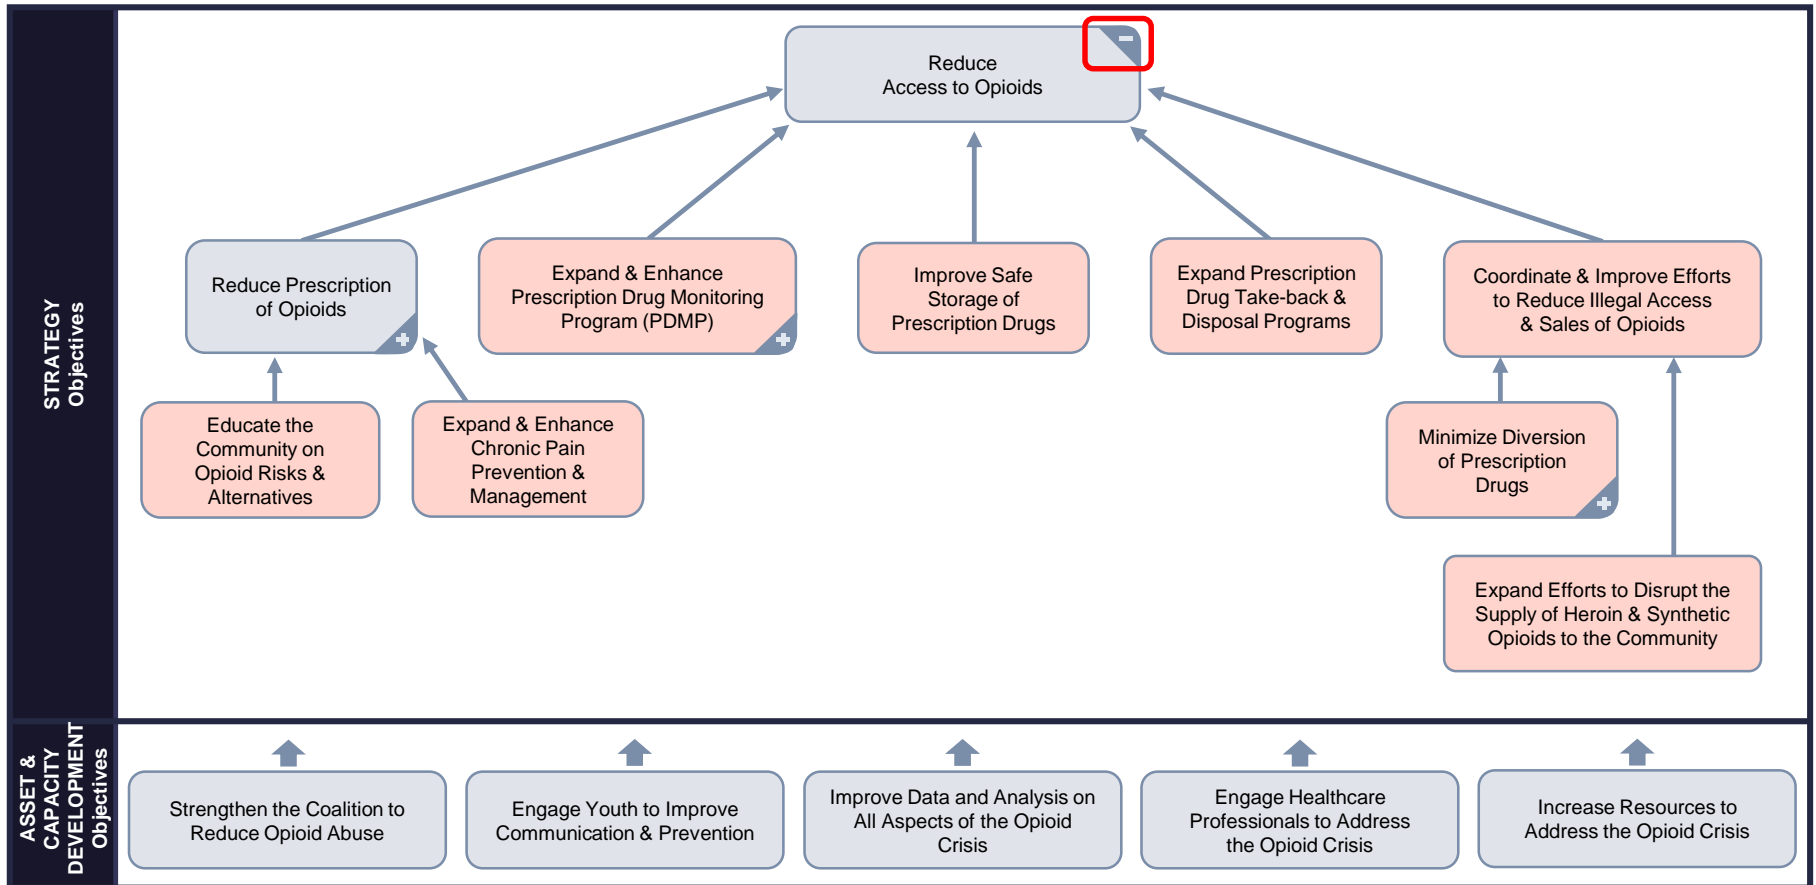 STRATEGY
Objectives
Reduce
Access to Opioids
Reduce Prescription
of Opioids
Expand & Enhance
Prescription Drug Monitoring
Program (PDMP)
Improve Safe
Storage of
Prescription Drugs
Expand Prescription
Drug Take-back &
Disposal Programs
Coordinate & Improve Efforts
to Reduce Illegal Access
& Sales of Opioids
Educate the
Community on
Opioid Risks &
Alternatives
Expand & Enhance
Chronic Pain
Prevention &
Management
Minimize Diversion
of Prescription
Drugs
Expand Efforts to Disrupt the
Supply of Heroin & Synthetic
Opioids to the Community
ASSET &
CAPACITY
DEVELOPMENT
Objectives
Strengthen the Coalition to
Reduce Opioid Abuse
Engage Youth to Improve
Communication & Prevention
Improve Data and Analysis on
All Aspects of the Opioid
Crisis
Engage Healthcare
Professionals to Address
the Opioid Crisis
Increase Resources to
Address the Opioid Crisis